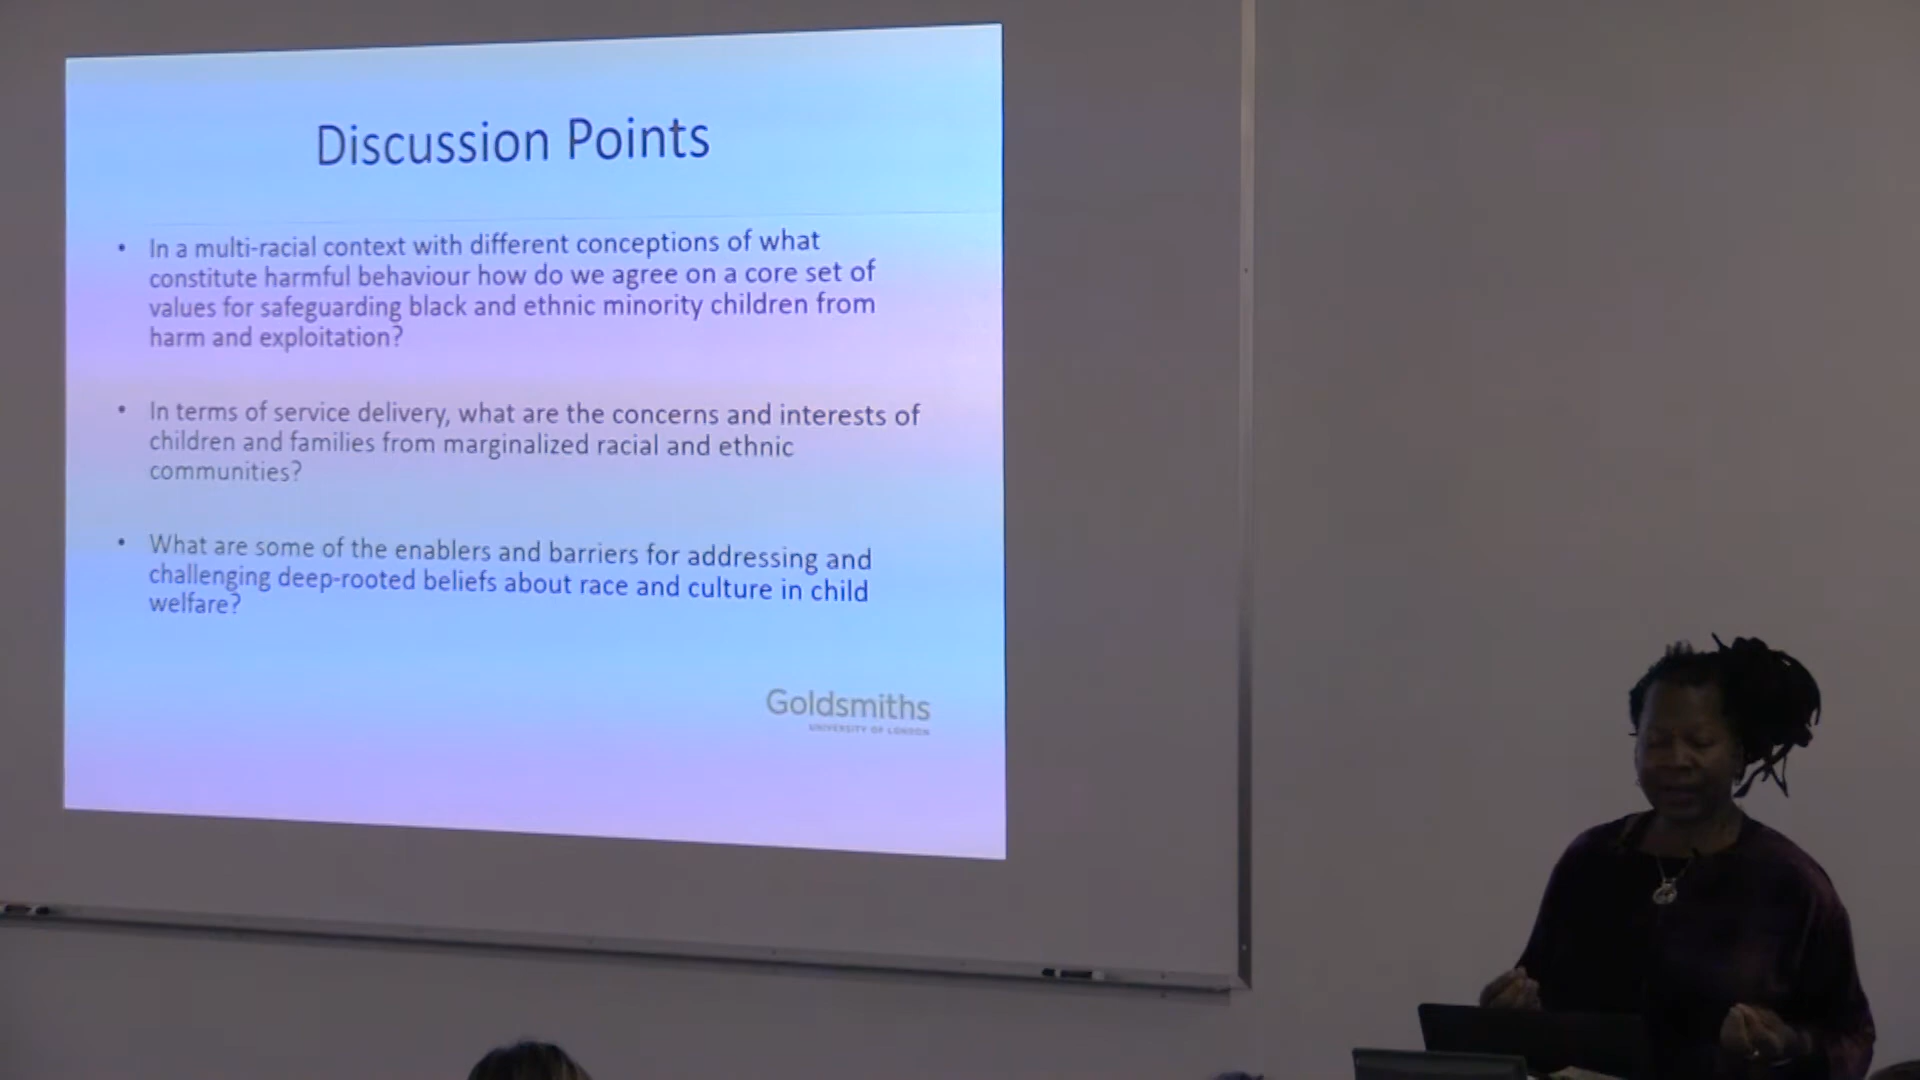 Discussion Points
• In a multi-racial context with different conceptions of what
constitute harmful behaviour how do we agree on a core set of
values for safeguarding black and ethnic minority children from
harm and exploitation?
• In terms of service delivery, what are the concerns and interests of
children and families from marginalized racial and ethnic
communities?
• What are some of the enablers and barriers for addressing and
challenging deep-rooted beliefs about race and culture in child
welfare?
Goldsmiths
UNIVERSITY OF LONDON